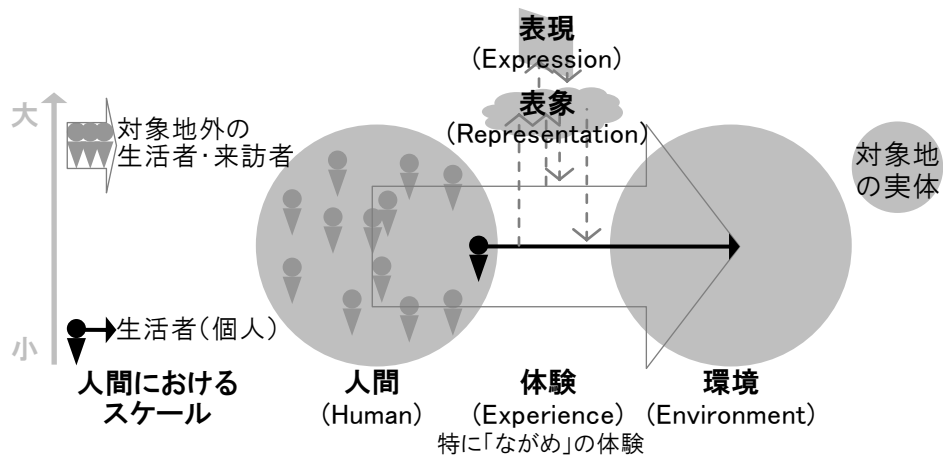 表現
(Expression)
表象
(Representation)
大
対象地外の
生活者・来訪者
対象地
の実体
小
生活者(個人)
人間における
スケール
人間
(Human)
体験
(Experience)
特に「ながめ」の体験
環境
(Environment)